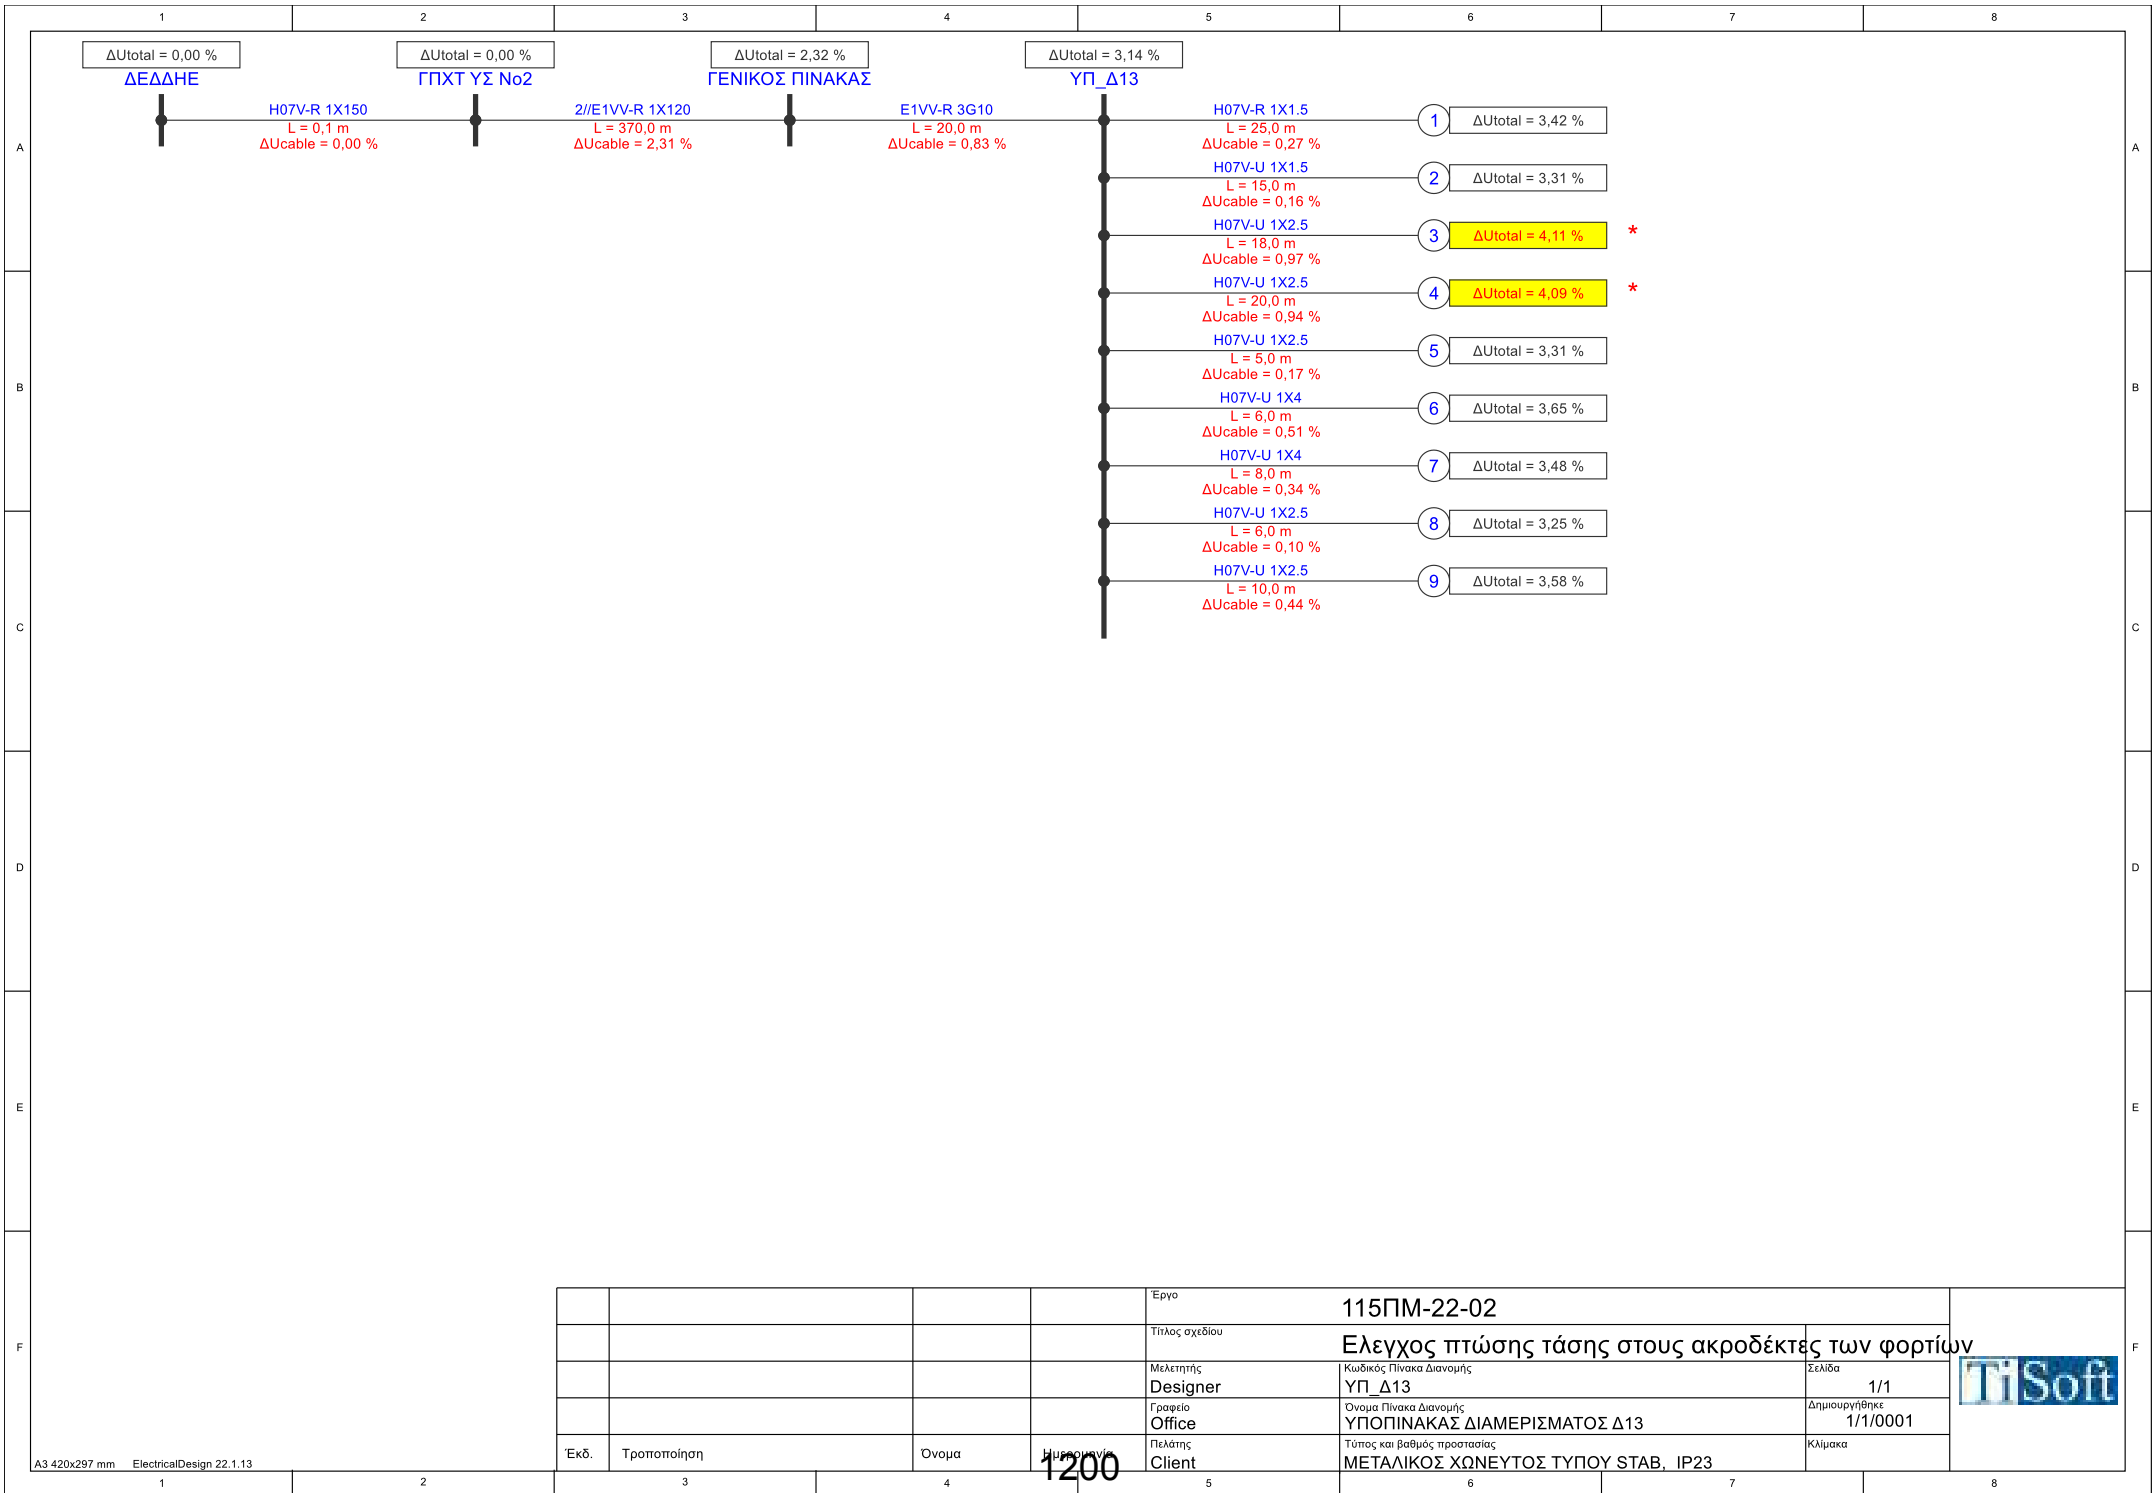 1 2 3 4 5 6 7 8
ΔUtotal = 0,00 %
ΔΕΔΔΗΕ
ΔUtotal = 0,00 %
ΓΠΧΤ ΥΣ Νο2
ΔUtotal = 2,32 %
ΓΕΝΙΚΟΣ ΠΙΝΑΚΑΣ
ΔUtotal = 3,14 %
ΥΠ_Δ13
H07V-R 1X150
L = 0,1 m
ΔUcable = 0,00 %
2//E1VV-R 1X120
L = 370,0 m
ΔUcable = 2,31 %
E1VV-R 3G10
L = 20,0 m
ΔUcable = 0,83 %
H07V-R 1X1.5
L = 25,0 m
ΔUcable = 0,27 %
1 ΔUtotal = 3,42 %
H07V-U 1X1.5
L = 15,0 m
ΔUcable = 0,16 %
2 ΔUtotal = 3,31 %
H07V-U 1X2.5
L = 18,0 m
ΔUcable = 0,97 %
3 ΔUtotal = 4,11 % *
H07V-U 1X2.5
L = 20,0 m
ΔUcable = 0,94 %
4 ΔUtotal = 4,09 % *
H07V-U 1X2.5
L = 5,0 m
ΔUcable = 0,17 %
5 ΔUtotal = 3,31 %
H07V-U 1X4
L = 6,0 m
ΔUcable = 0,51 %
6 ΔUtotal = 3,65 %
H07V-U 1X4
L = 8,0 m
ΔUcable = 0,34 %
7 ΔUtotal = 3,48 %
H07V-U 1X2.5
L = 6,0 m
ΔUcable = 0,10 %
8 ΔUtotal = 3,25 %
H07V-U 1X2.5
L = 10,0 m
ΔUcable = 0,44 %
9 ΔUtotal = 3,58 %
A A
B B
C C
D D
E E
F F
Έργο
115ΠΜ-22-02
Τίτλος σχεδίου
Ελεγχος πτώσης τάσης στους ακροδέκτες των φορτίων
Μελετητής
Designer
Κωδικός Πίνακα Διανομής
ΥΠ_Δ13
Σελίδα
1/1
Γραφείο
Office
Όνομα Πίνακα Διανομής
ΥΠΟΠΙΝΑΚΑΣ ΔΙΑΜΕΡΙΣΜΑΤΟΣ Δ13
Δημιουργήθηκε
1/1/0001
Πελάτης
Client
Τύπος και βαθμός προστασίας
ΜΕΤΑΛΙΚΟΣ ΧΩΝΕΥΤΟΣ ΤΥΠΟΥ STAB, IP23
Κλίμακα
Έκδ. Τροποποίηση Όνομα Ημερομηνία
1200
TiSoft
A3 420x297 mm ElectricalDesign 22.1.13
1 2 3 4 5 6 7 8